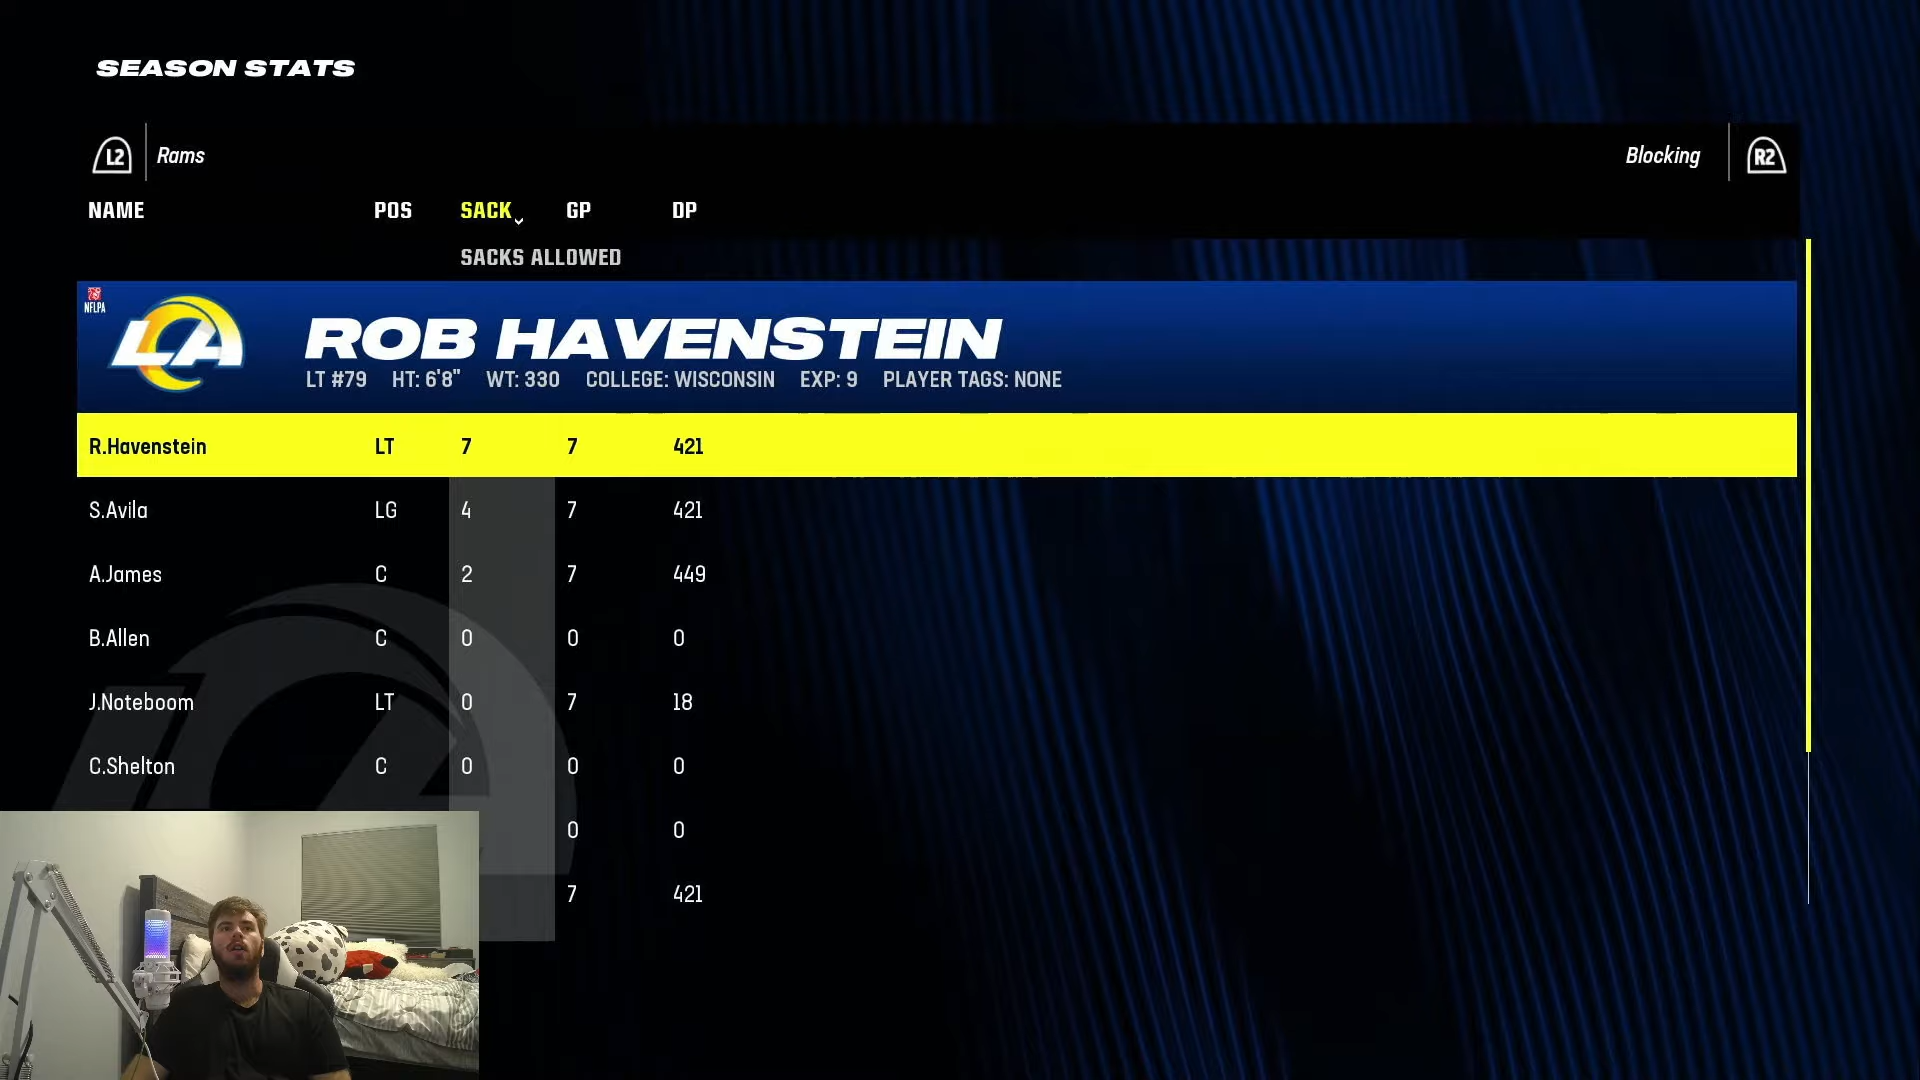 SEASON STATS
L2 Rams Blocking R2
NAME POS SACK GP DP
SACKS ALLOWED
NFLPA
LA
ROB HAVENSTEIN
LT #79 HT: 6'8" WT: 330 COLLEGE: WISCONSIN EXP: 9 PLAYER TAGS: NONE
R.Havenstein LT 7 7 421
S.Avila LG 4 7 421
A.James C 2 7 449
B.Allen C 0 0 0
J.Noteboom LT 0 7 18
C.Shelton C 0 0 0
0 0
7 421